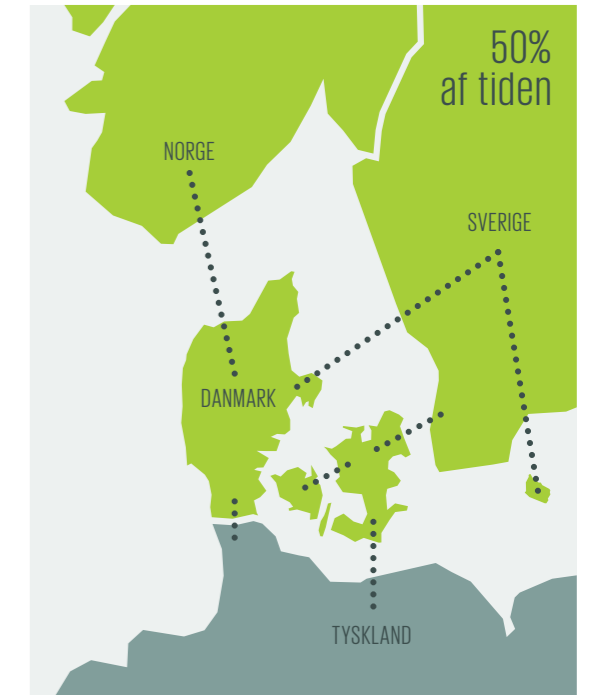 50%
af tiden
NORGE
SVERIGE
DANMARK
TYSKLAND